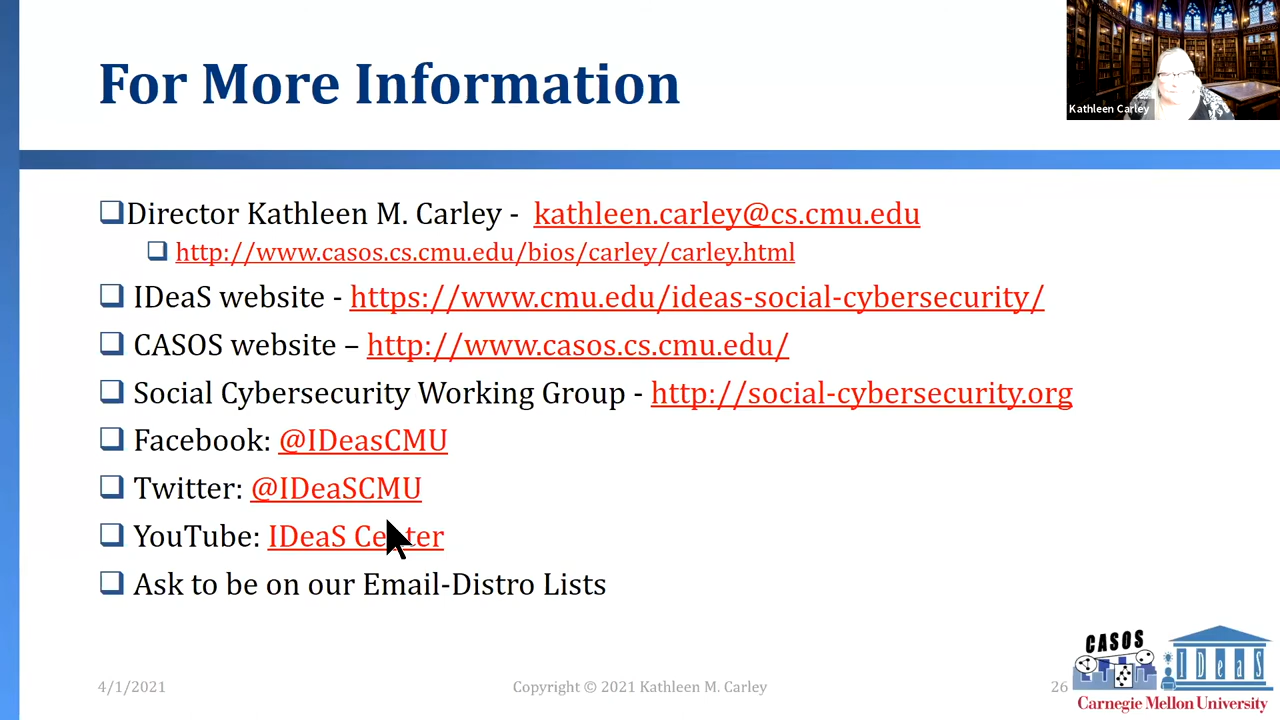 For More Information
Kathleen Carley
Director Kathleen M. Carley - kathleen.carley@cs.cmu.edu
http://www.casos.cs.cmu.edu/bios/carley/carley.html
IDeaS website - https://www.cmu.edu/ideas-social-cybersecurity/
CASOS website – http://www.casos.cs.cmu.edu/
Social Cybersecurity Working Group - http://social-cybersecurity.org
Facebook: @IDeasCMU
Twitter: @IDeaSCMU
YouTube: IDeaS Center
Ask to be on our Email-Distro Lists
4/1/2021
Copyright © 2021 Kathleen M. Carley
26
CASOS
IDeaS
Carnegie Mellon University